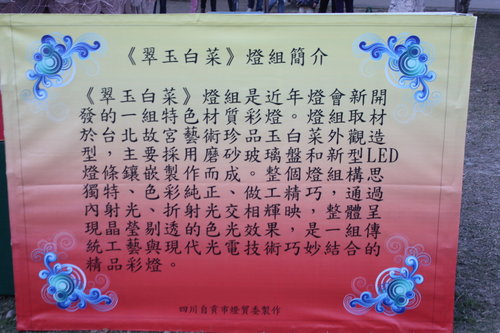 《翠玉白菜》燈組簡介
《翠玉白菜》燈組是近年燈會新開
發的一組特色材質彩燈。燈組取材
於台北故宮藝術珍品玉白菜外觀造
型，主要採用磨砂玻璃盤和新型LED
燈條鑲嵌製作而成。整個燈組構思
獨特、色彩純正、做工精巧，通過
內射光、折射光交相輝映，整體呈
現晶瑩剔透的色光效果，是一組傳
統工藝與現代光電技術巧妙結合的
精品彩燈。
四川自貢市燈貿委製作